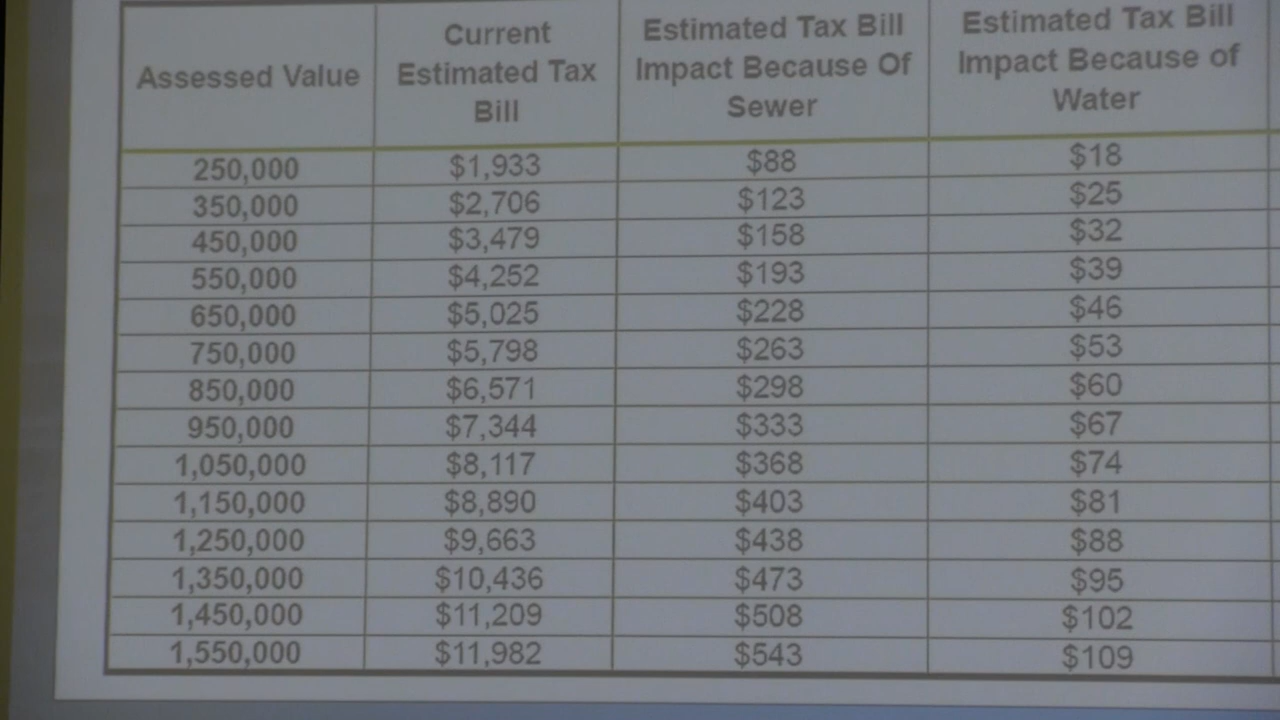 Assessed Value
Current
Estimated Tax
Bill
Estimated Tax Bill
Impact Because Of
Sewer
Estimated Tax Bill
Impact Because of
Water
250,000 $1,933 $88 $18
350,000 $2,706 $123 $25
450,000 $3,479 $158 $32
550,000 $4,252 $193 $39
650,000 $5,025 $228 $46
750,000 $5,798 $263 $53
850,000 $6,571 $298 $60
950,000 $7,344 $333 $67
1,050,000 $8,117 $368 $74
1,150,000 $8,890 $403 $81
1,250,000 $9,663 $438 $88
1,350,000 $10,436 $473 $95
1,450,000 $11,209 $508 $102
1,550,000 $11,982 $543 $109